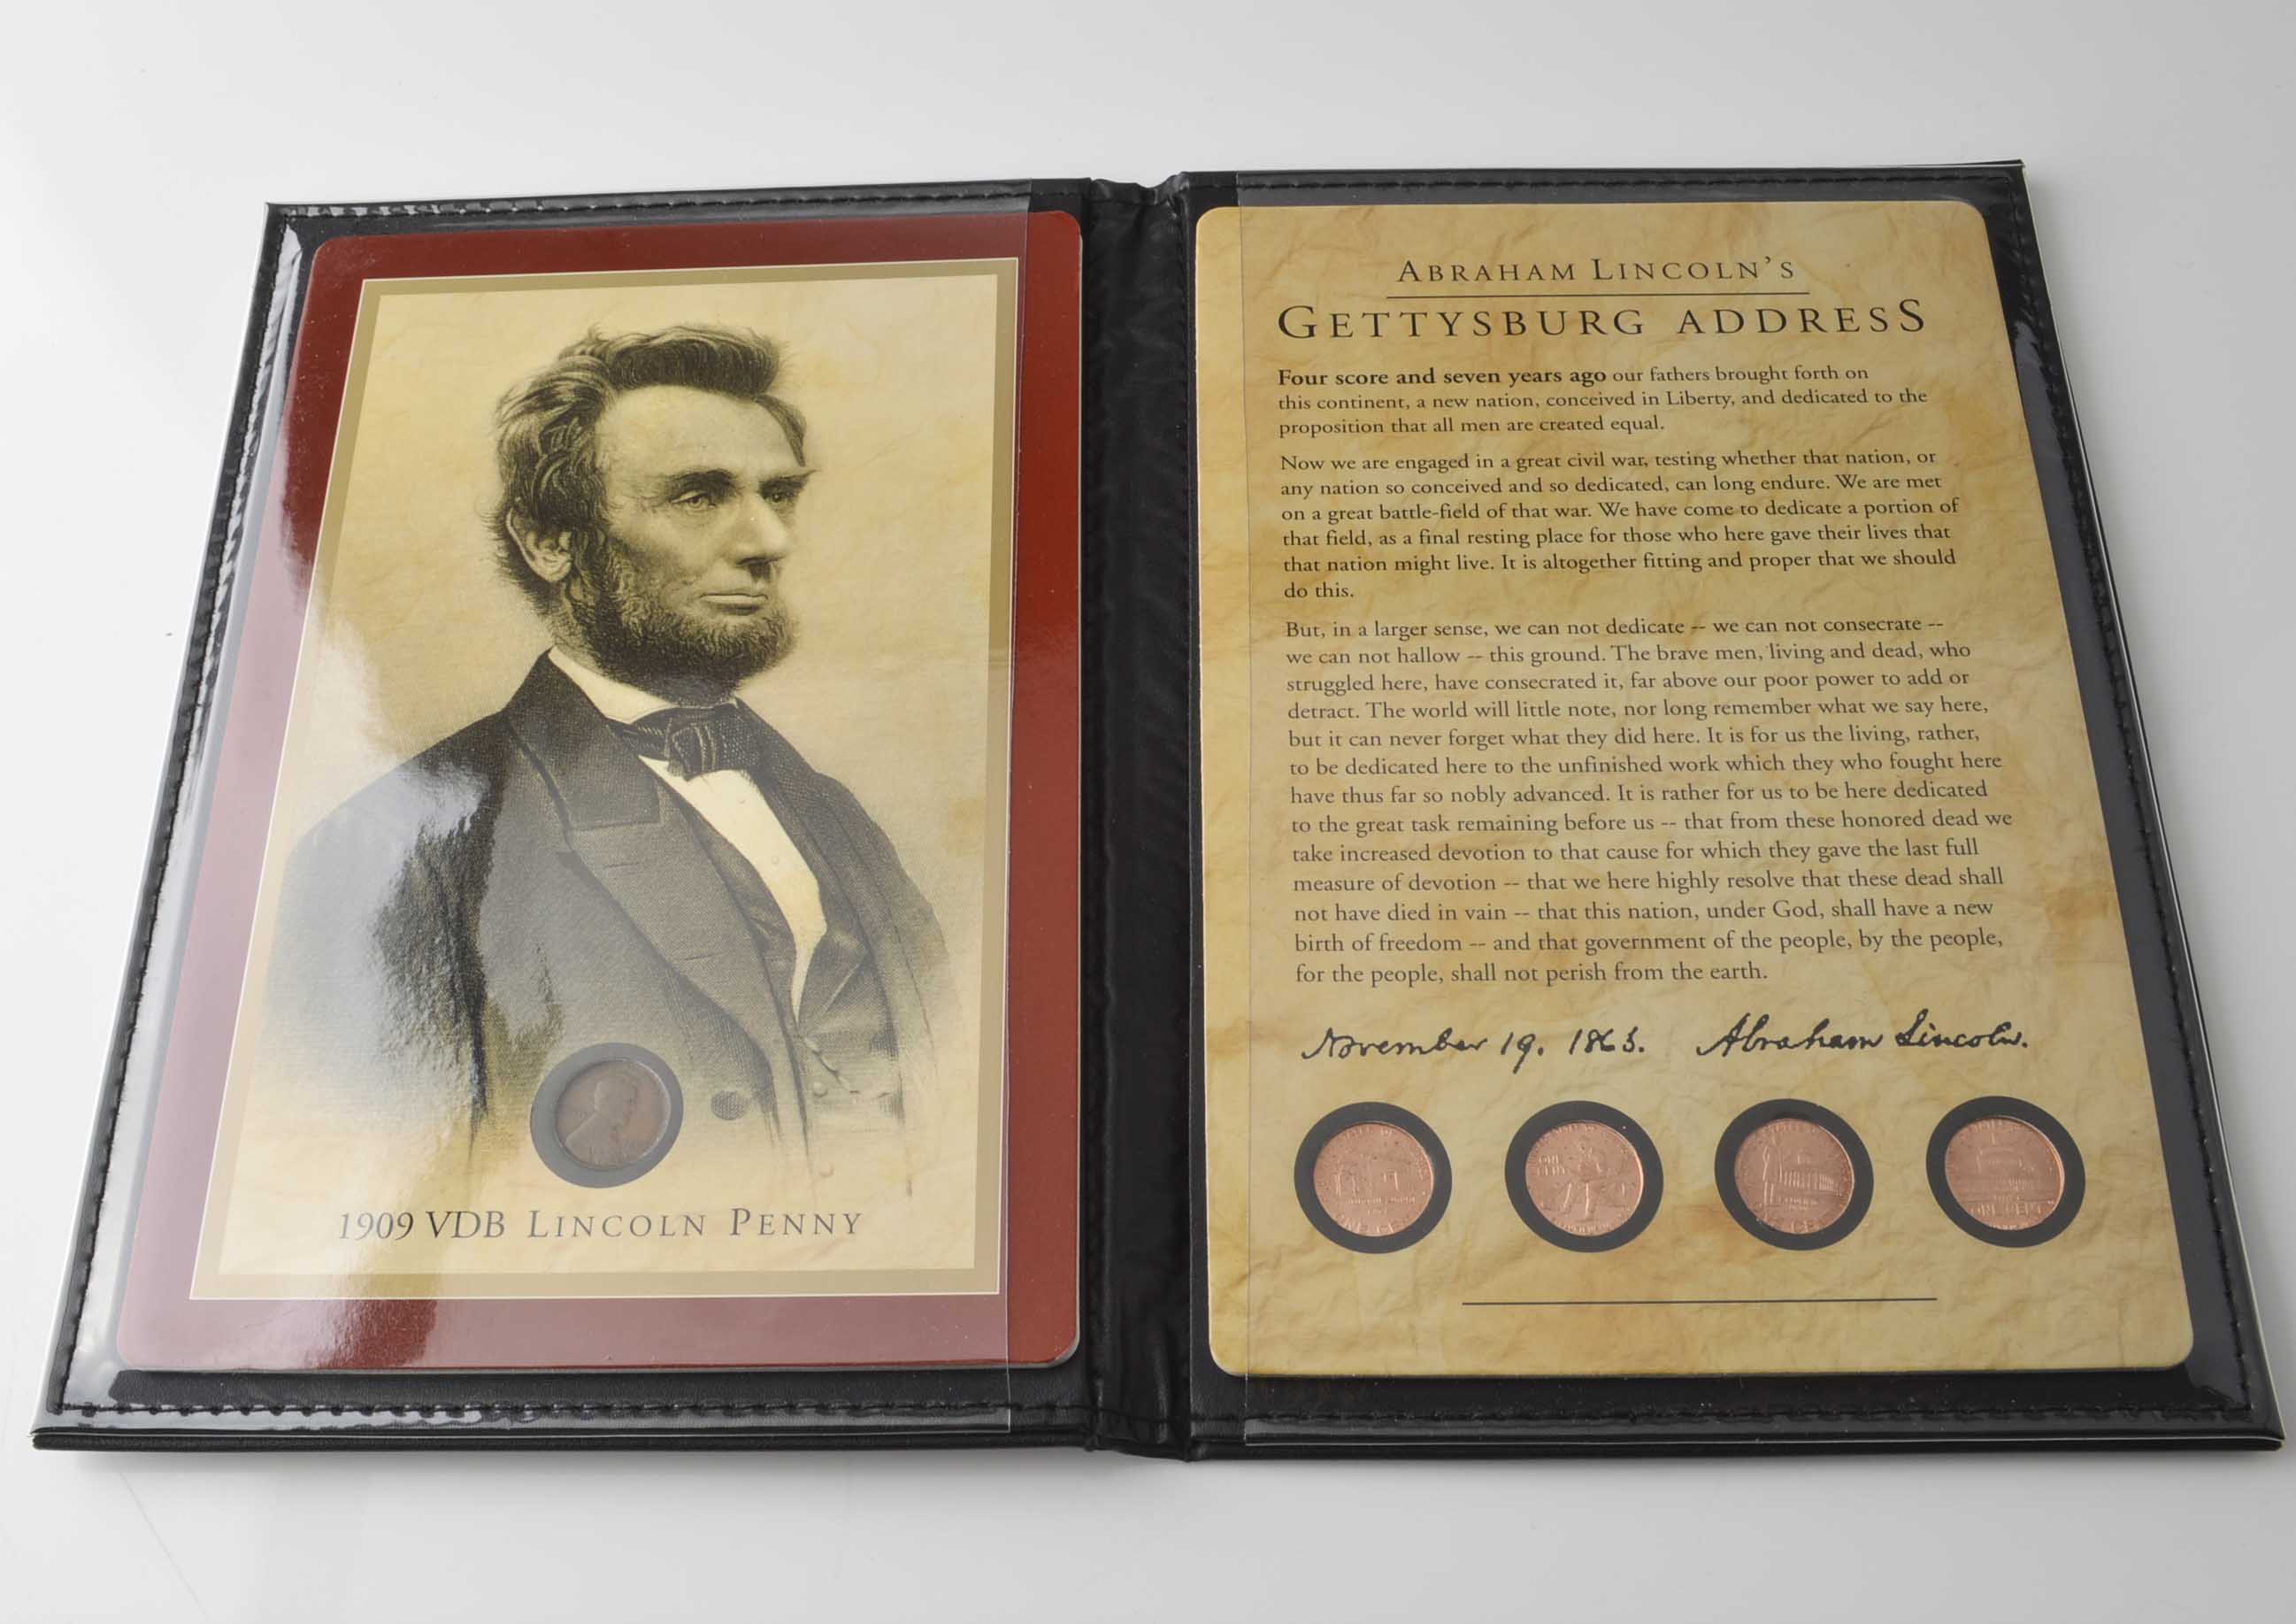 1909 VDB LINCOLN PENNY
ABRAHAM LINCOLN'S
GETTYSBURG ADDRESS
Four score and seven years ago our fathers brought forth on
this continent, a new nation, conceived in Liberty, and dedicated to the
proposition that all men are created equal.
Now we are engaged in a great civil war, testing whether that nation, or
any nation so conceived and so dedicated, can long endure. We are met
on a great battle-field of that war. We have come to dedicate a portion of
that field, as a final resting place for those who here gave their lives that
that nation might live. It is altogether fitting and proper that we should
do this.
But, in a larger sense, we can not dedicate -- we can not consecrate --
we can not hallow -- this ground. The brave men, living and dead, who
struggled here, have consecrated it, far above our poor power to add or
detract. The world will little note, nor long remember what we say here,
but it can never forget what they did here. It is for us the living, rather,
to be dedicated here to the unfinished work which they who fought here
have thus far so nobly advanced. It is rather for us to be here dedicated
to the great task remaining before us -- that from these honored dead we
take increased devotion to that cause for which they gave the last full
measure of devotion -- that we here highly resolve that these dead shall
not have died in vain -- that this nation, under God, shall have a new
birth of freedom -- and that government of the people, by the people,
for the people, shall not perish from the earth.
November 19. 1863. Abraham Lincoln.
ONE CENT
ONE
CENT
ONE CENT